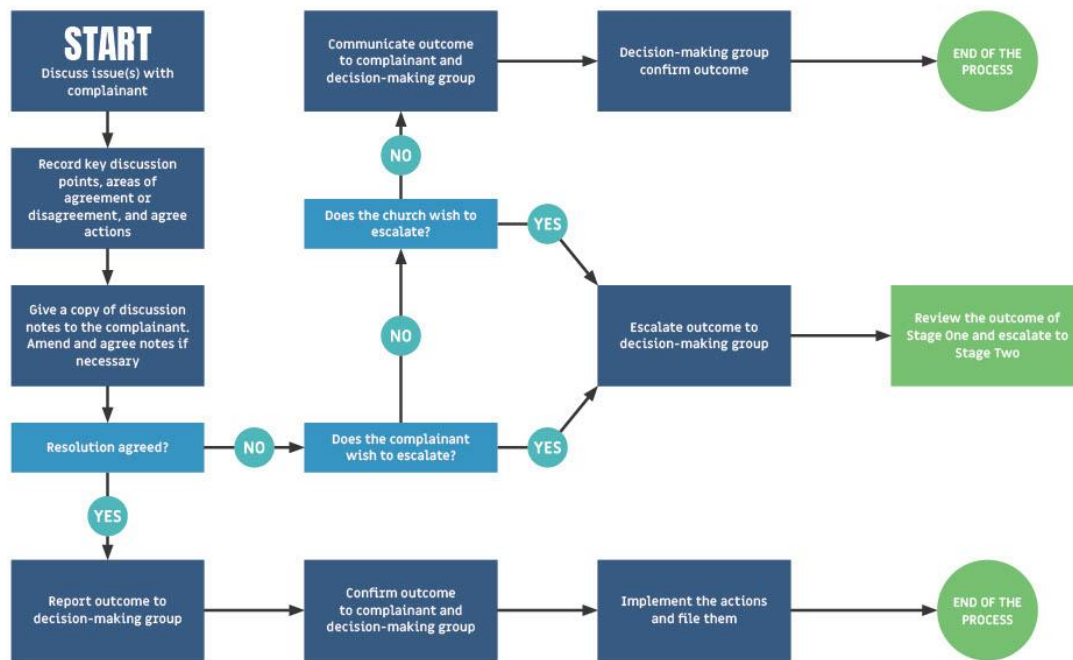 START
Discuss issue(s) with
complainant
Record key discussion
points, areas of
agreement or
disagreement, and agree
actions
Give a copy of discussion
notes to the complainant.
Amend and agree notes if
necessary
Resolution agreed?
NO
YES
Does the complainant
wish to escalate?
NO
YES
Does the church wish to
escalate?
NO
YES
Communicate outcome
to complainant and
decision-making group
Decision-making group
confirm outcome
END OF THE
PROCESS
Escalate outcome to
decision-making group
Review the outcome of
Stage One and escalate to
Stage Two
Report outcome to
decision-making group
Confirm outcome
to complainant and
decision-making group
Implement the actions
and file them
END OF THE
PROCESS